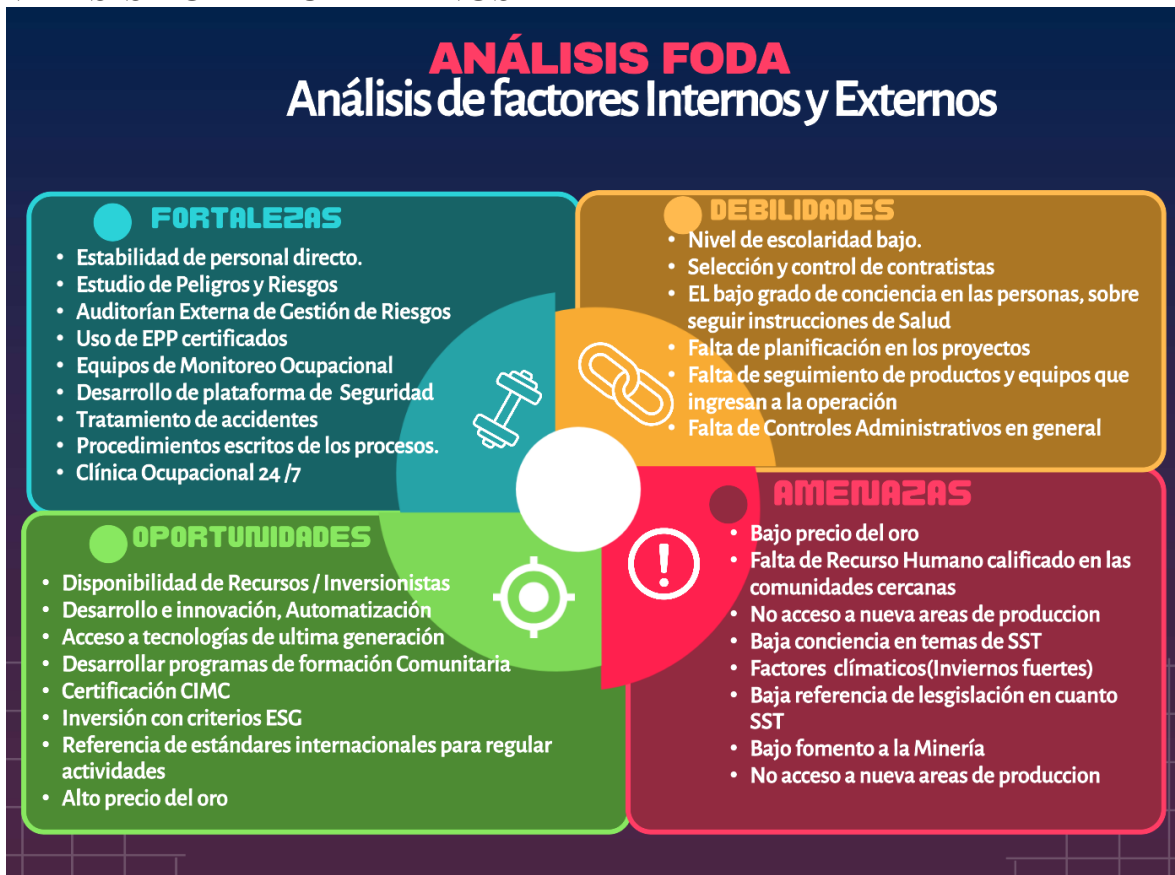 ANÁLISIS FODA
Análisis de factores Internos y Externos
FORTALEZAS
• Estabilidad de personal directo.
• Estudio de Peligros y Riesgos
• Auditorían Externa de Gestión de Riesgos
• Uso de EPP certificados
• Equipos de Monitoreo Ocupacional
• Desarrollo de plataforma de Seguridad
• Tratamiento de accidentes
• Procedimientos escritos de los procesos.
• Clínica Ocupacional 24 /7
DEBILIDADES
• Nivel de escolaridad bajo.
• Selección y control de contratistas
• EL bajo grado de conciencia en las personas, sobre
seguir instrucciones de Salud
• Falta de planificación en los proyectos
• Falta de seguimiento de productos y equipos que
ingresan a la operación
• Falta de Controles Administrativos en general
OPORTUNIDADES
• Disponibilidad de Recursos / Inversionistas
• Desarrollo e innovación, Automatización
• Acceso a tecnologías de ultima generación
• Desarrollar programas de formación Comunitaria
• Certificación CIMC
• Inversión con criterios ESG
• Referencia de estándares internacionales para regular
actividades
• Alto precio del oro
AMENAZAS
• Bajo precio del oro
• Falta de Recurso Humano calificado en las
comunidades cercanas
• No acceso a nueva areas de produccion
• Baja conciencia en temas de SST
• Factores clímaticos(Inviernos fuertes)
• Baja referencia de lesgislación en cuanto
SST
• Bajo fomento a la Minería
• No acceso a nueva areas de produccion